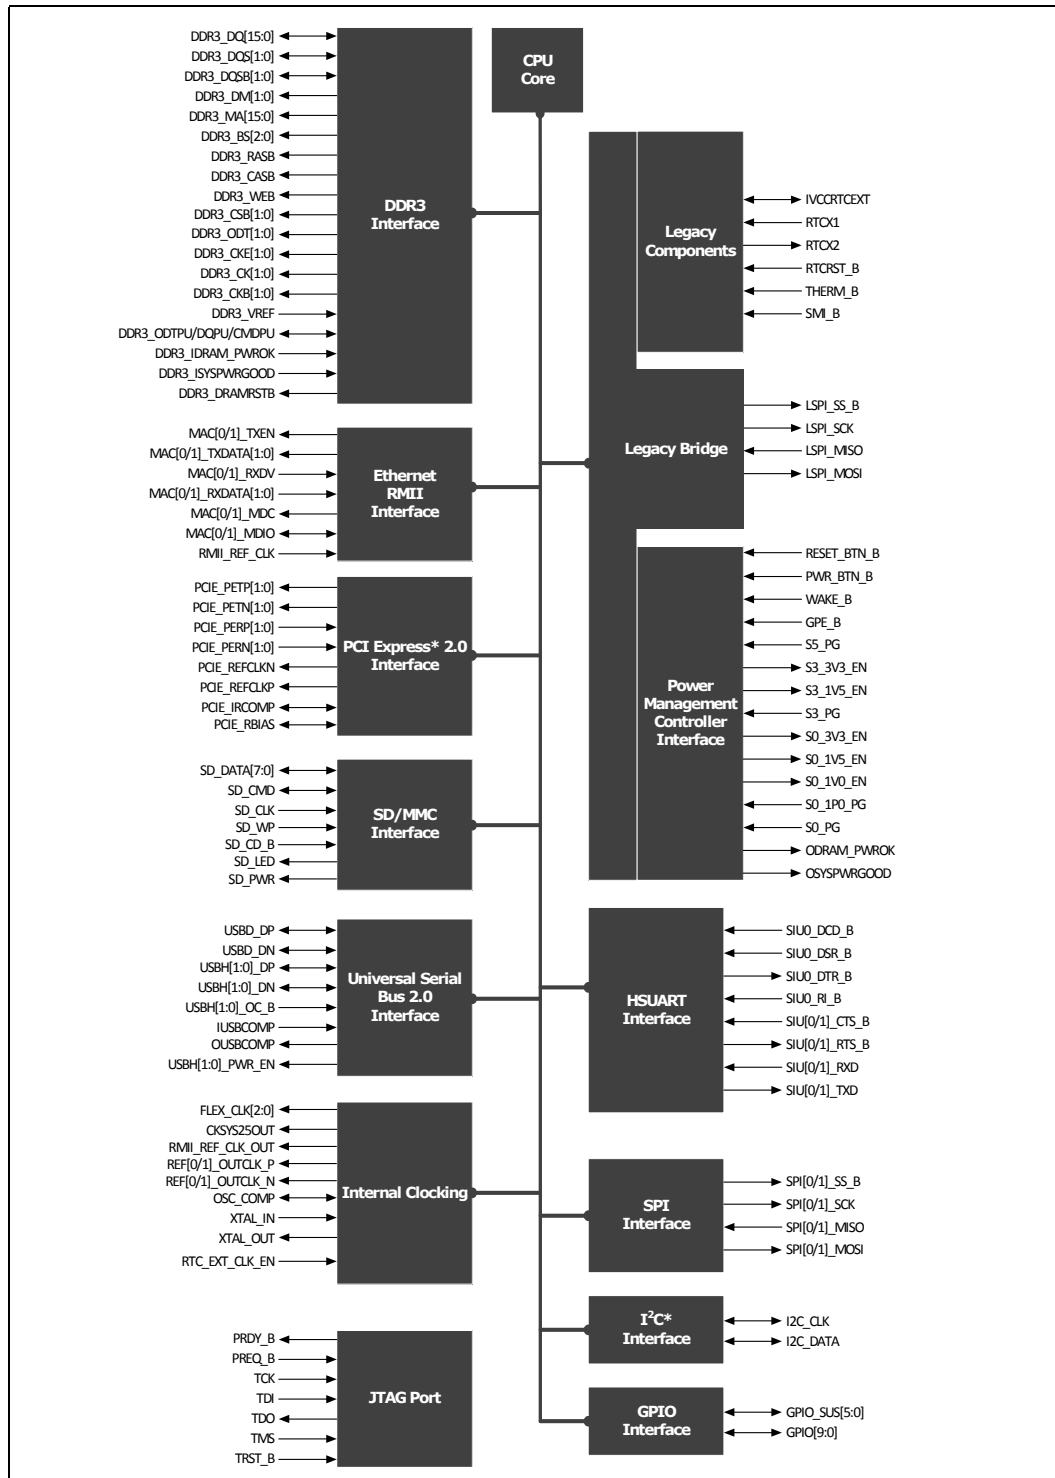 DDR3_DQ[15:0]
DDR3_DQS[1:0]
DDR3_DQSB[1:0]
DDR3_DM[1:0]
DDR3_MA[15:0]
DDR3_BS[2:0]
DDR3_RASB
DDR3_CASB
DDR3_WEB
DDR3_CSB[1:0]
DDR3_ODT[1:0]
DDR3_CKE[1:0]
DDR3_CK[1:0]
DDR3_CKB[1:0]
DDR3_VREF
DDR3_ODTPU/DQPU/CMDPU
DDR3_IDRAM_PWROK
DDR3_ISYSPWRGOOD
DDR3_DRAMRSTB
DDR3
Interface
MAC[0/1]_TXEN
MAC[0/1]_TXDATA[1:0]
MAC[0/1]_RXDV
MAC[0/1]_RXDATA[1:0]
MAC[0/1]_MDC
MAC[0/1]_MDIO
RMII_REF_CLK
Ethernet
RMII
Interface
PCIE_PETP[1:0]
PCIE_PETN[1:0]
PCIE_PERP[1:0]
PCIE_PERN[1:0]
PCIE_REFCLKN
PCIE_REFCLKP
PCIE_IRCOMP
PCIE_RBIAS
PCI Express* 2.0
Interface
SD_DATA[7:0]
SD_CMD
SD_CLK
SD_WP
SD_CD_B
SD_LED
SD_PWR
SD/MMC
Interface
USBD_DP
USBD_DN
USBH[1:0]_DP
USBH[1:0]_DN
USBH[1:0]_OC_B
IUSBCOMP
OUSBCOMP
USBH[1:0]_PWR_EN
Universal Serial
Bus 2.0
Interface
FLEX_CLK[2:0]
CKSYS25OUT
RMII_REF_CLK_OUT
REF[0/1]_OUTCLK_P
REF[0/1]_OUTCLK_N
OSC_COMP
XTAL_IN
XTAL_OUT
RTC_EXT_CLK_EN
Internal Clocking
PRDY_B
PREQ_B
TCK
TDI
TDO
TMS
TRST_B
JTAG Port
CPU
Core
Legacy
Components
IVCCRTCEXT
RTCX1
RTCX2
RTCRST_B
THERM_B
SMI_B
Legacy Bridge
LSPI_SS_B
LSPI_SCK
LSPI_MISO
LSPI_MOSI
Power
Management
Controller
Interface
RESET_BTN_B
PWR_BTN_B
WAKE_B
GPE_B
S5_PG
S3_3V3_EN
S3_1V5_EN
S3_PG
S0_3V3_EN
S0_1V5_EN
S0_1V0_EN
S0_1P0_PG
S0_PG
ODRAM_PWROK
OSYSPWRGOOD
HSUART
Interface
SIU0_DCD_B
SIU0_DSR_B
SIU0_DTR_B
SIU0_RI_B
SIU[0/1]_CTS_B
SIU[0/1]_RTS_B
SIU[0/1]_RXD
SIU[0/1]_TXD
SPI
Interface
SPI[0/1]_SS_B
SPI[0/1]_SCK
SPI[0/1]_MISO
SPI[0/1]_MOSI
I²C*
Interface
I2C_CLK
I2C_DATA
GPIO
Interface
GPIO_SUS[5:0]
GPIO[9:0]